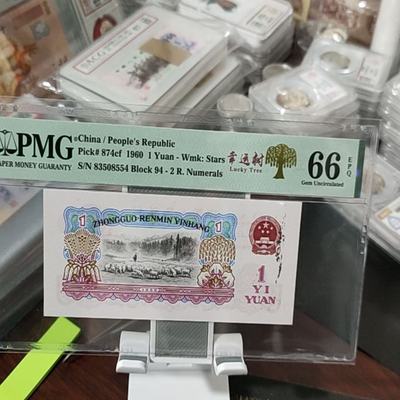 PMG
PAPER MONEY GUARANTY
China / People's Republic
Pick# 874cf 1960 1 Yuan - Wmk: Stars
S/N 83508554 Block 94 - 2 R. Numerals
幸运树
Lucky Tree
66
EPQ
Gem Uncirculated
ZHONGGUO RENMIN YINHANG
1
1
1
YI
YUAN